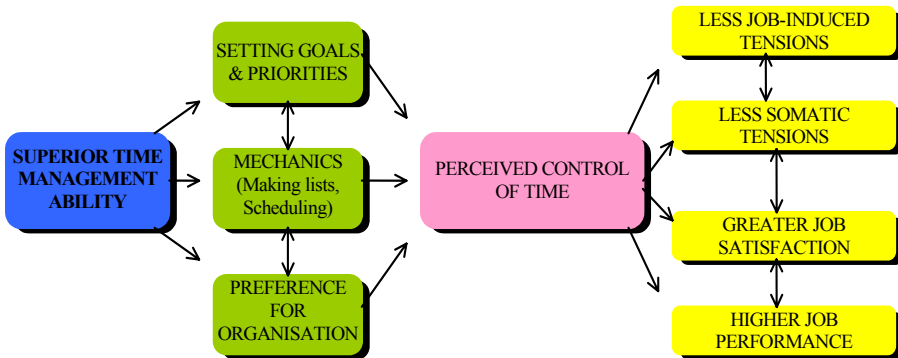 SUPERIOR TIME
MANAGEMENT
ABILITY
SETTING GOALS
& PRIORITIES
MECHANICS
(Making lists,
Scheduling)
PREFERENCE
FOR
ORGANISATION
PERCEIVED CONTROL
OF TIME
LESS JOB-INDUCED
TENSIONS
LESS SOMATIC
TENSIONS
GREATER JOB
SATISFACTION
HIGHER JOB
PERFORMANCE